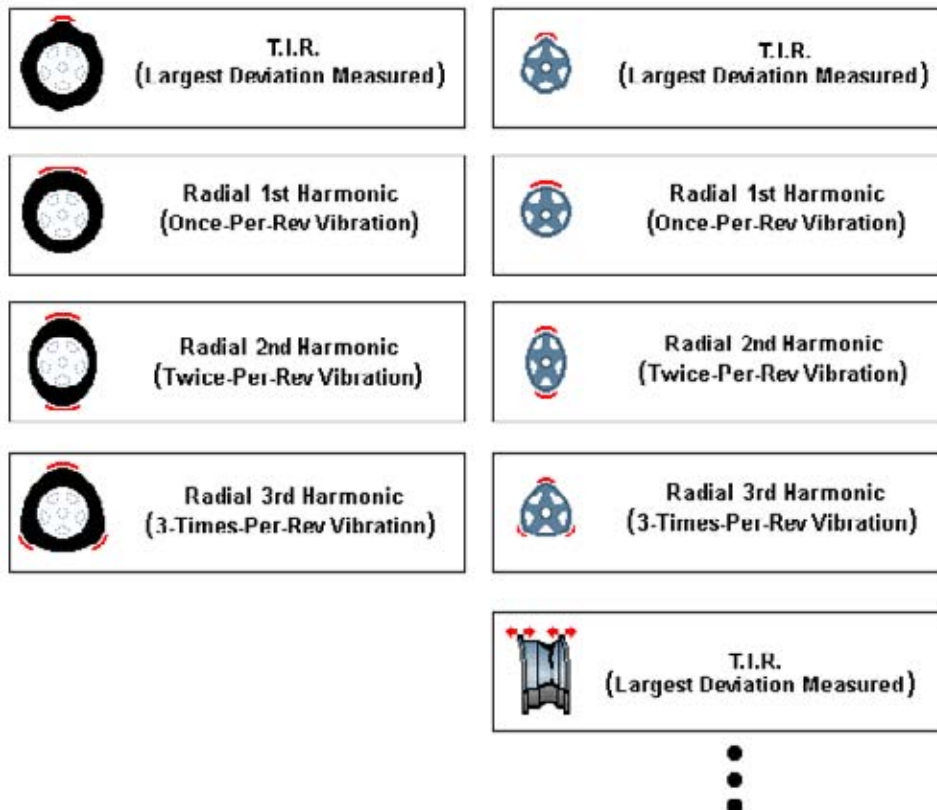 T.I.R.
(Largest Deviation Measured)
T.I.R.
(Largest Deviation Measured)
Radial 1st Harmonic
(Once-Per-Rev Vibration)
Radial 1st Harmonic
(Once-Per-Rev Vibration)
Radial 2nd Harmonic
(Twice-Per-Rev Vibration)
Radial 2nd Harmonic
(Twice-Per-Rev Vibration)
Radial 3rd Harmonic
(3-Times-Per-Rev Vibration)
Radial 3rd Harmonic
(3-Times-Per-Rev Vibration)
T.I.R.
(Largest Deviation Measured)